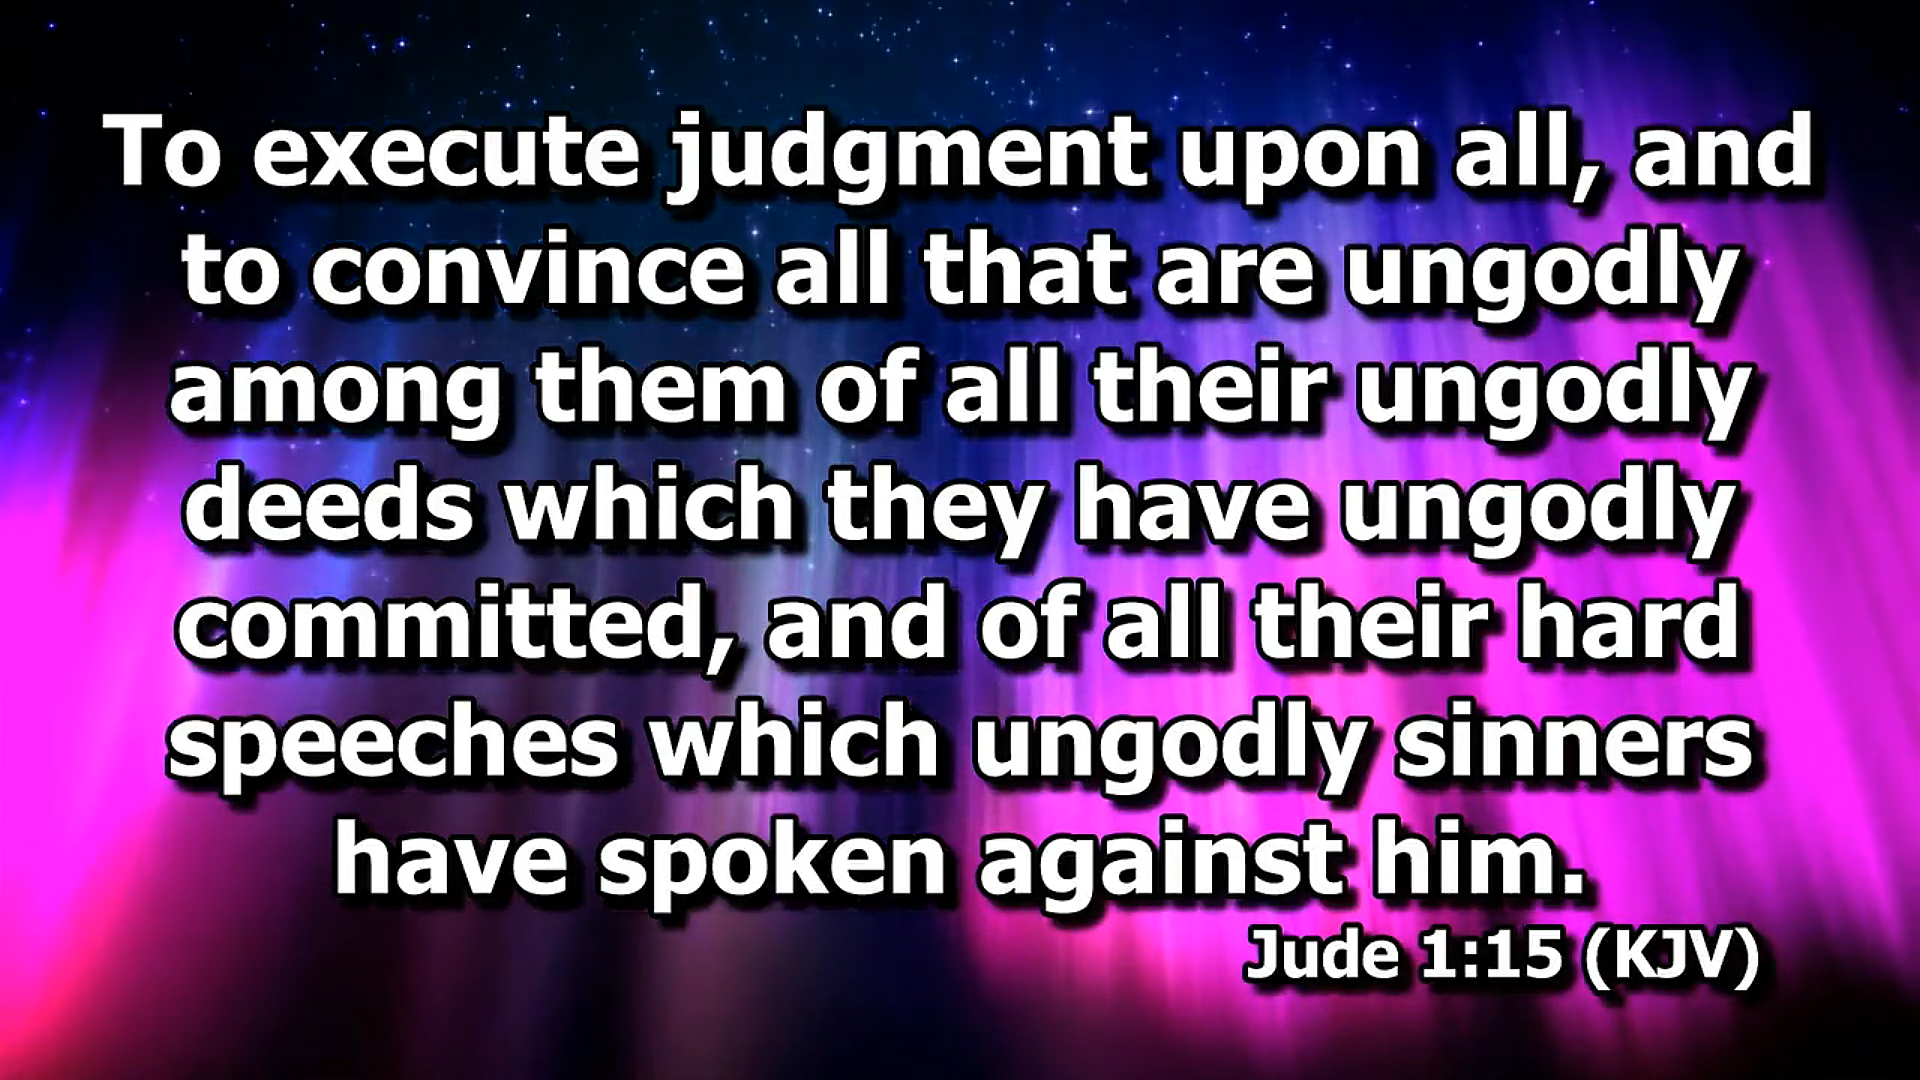 To execute judgment upon all, and
to convince all that are ungodly
among them of all their ungodly
deeds which they have ungodly
committed, and of all their hard
speeches which ungodly sinners
have spoken against him.
Jude 1:15 (KJV)